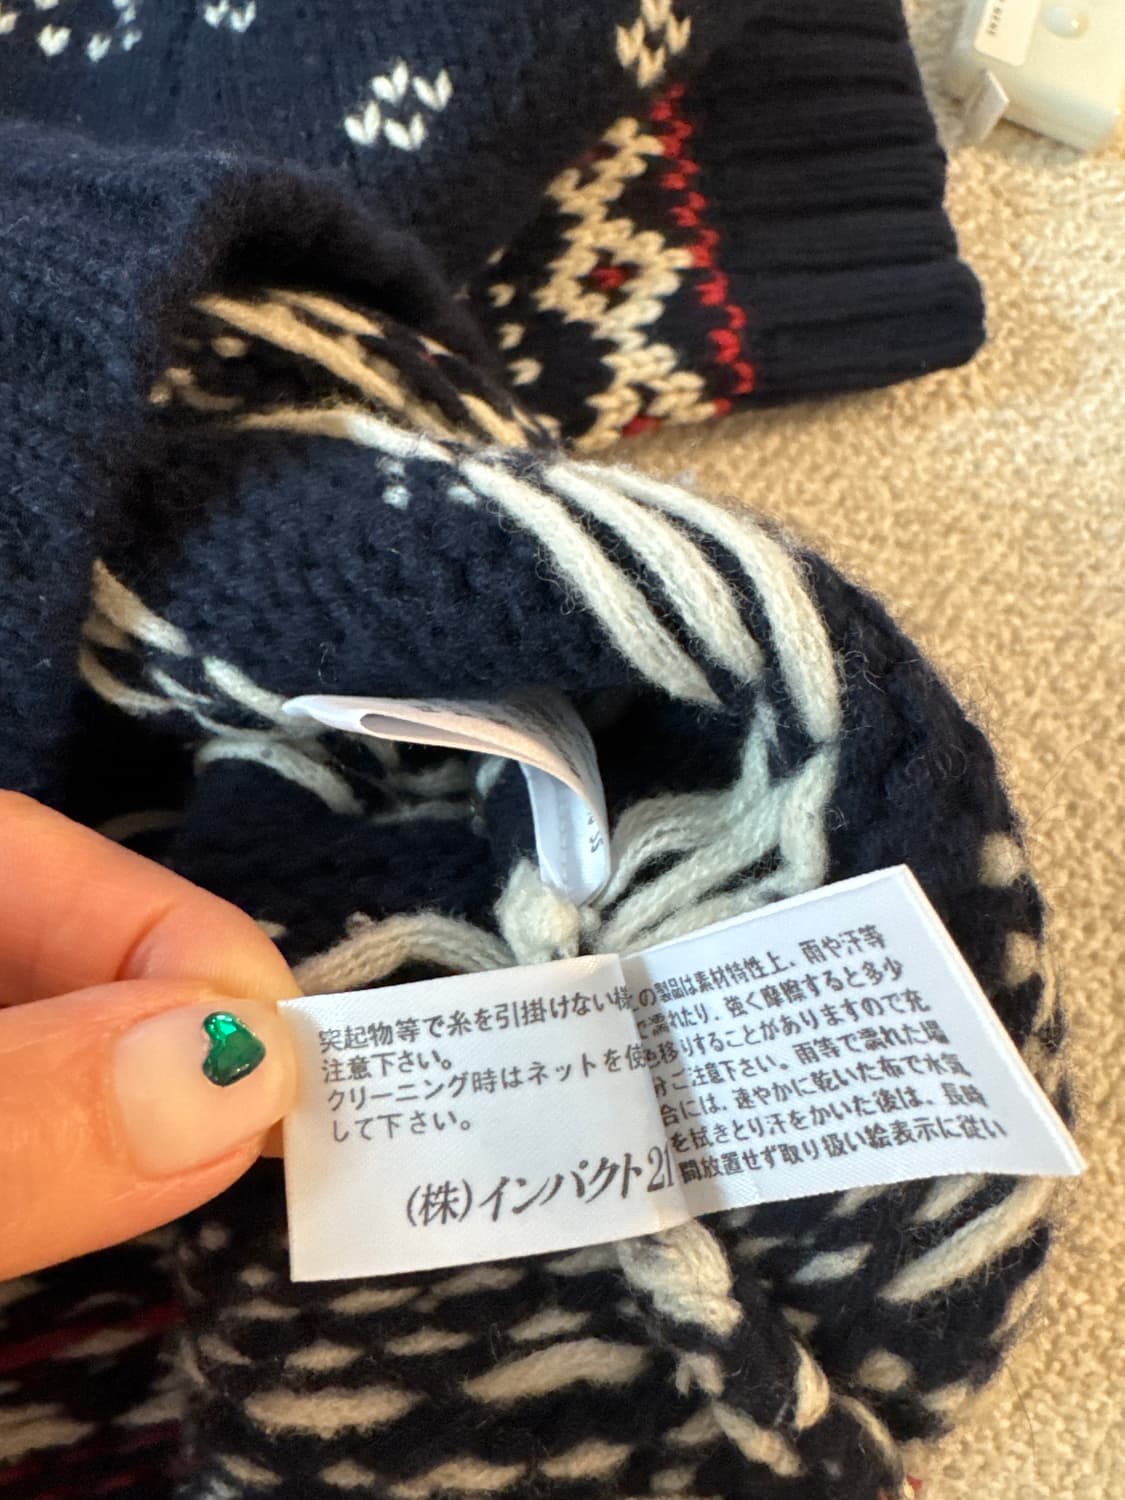 突起物等で糸を引掛けない様
注意下さい。
クリーニング時はネットを使
して下さい。
(株)インパクト21
の製品は素材特性上、雨や汗等
で濡れたり、強く摩擦すると多少
色移りすることがありますので充
分ご注意下さい。雨等で濡れた場
合には、速やかに乾いた布で水気
を拭きとり汗をかいた後は、長時
間放置せず取り扱い絵表示に従い